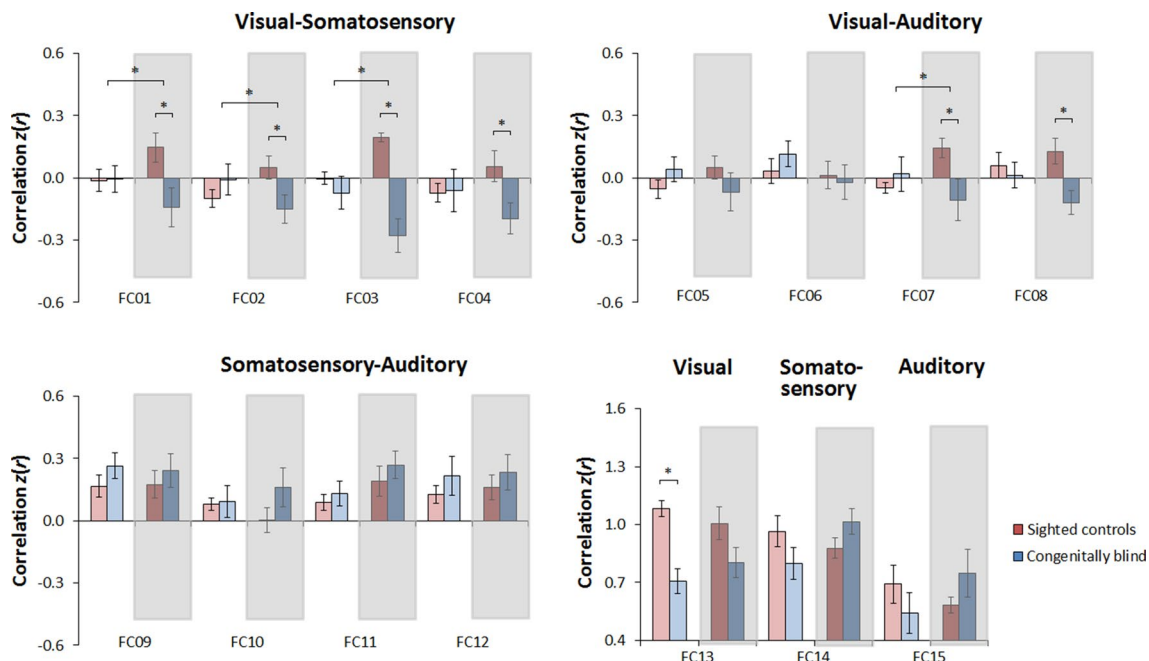 Visual-Somatosensory
Correlation z(r)
0.6
0.3
0.0
-0.3
-0.6
*
*
*
*
*
*
*
FC01 FC02 FC03 FC04
Visual-Auditory
Correlation z(r)
0.6
0.3
0.0
-0.3
-0.6
*
*
*
FC05 FC06 FC07 FC08
Somatosensory-Auditory
Correlation z(r)
0.6
0.3
0.0
-0.3
-0.6
FC09 FC10 FC11 FC12
Visual
Somato-
sensory
Auditory
Correlation z(r)
1.6
1.3
1.0
0.7
0.4
*
FC13 FC14 FC15
Sighted controls
Congenitally blind